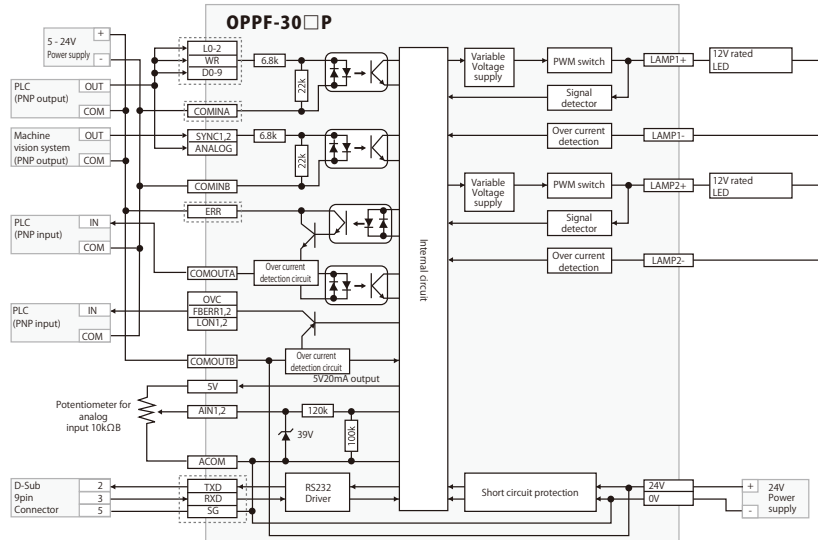 OPPF-30□P
5 - 24V
Power supply
+
-
PLC
(PNP output)
OUT
COM
Machine
vision system
(PNP output)
OUT
COM
PLC
(PNP input)
IN
COM
PLC
(PNP input)
IN
COM
Potentiometer for
analog
input 10kΩB
D-Sub
9pin
Connector
2
3
5
L0-2
WR
D0-9
COMINA
SYNC1,2
ANALOG
COMINB
ERR
COMOUTA
OVC
FBERR1,2
LON1,2
COMOUTB
5V
AIN1,2
ACOM
TXD
RXD
SG
6.8k
22k
6.8k
22k
Over current
detection circuit
Over current
detection circuit
5V20mA output
120k
39V
100k
RS232
Driver
Internal circuit
Variable
Voltage
supply
PWM switch
Signal
detector
Over current
detection
Variable
Voltage
supply
PWM switch
Signal
detector
Over current
detection
Short circuit protection
LAMP1+
LAMP1-
LAMP2+
LAMP2-
24V
0V
12V rated
LED
12V rated
LED
+
-
24V
Power
supply